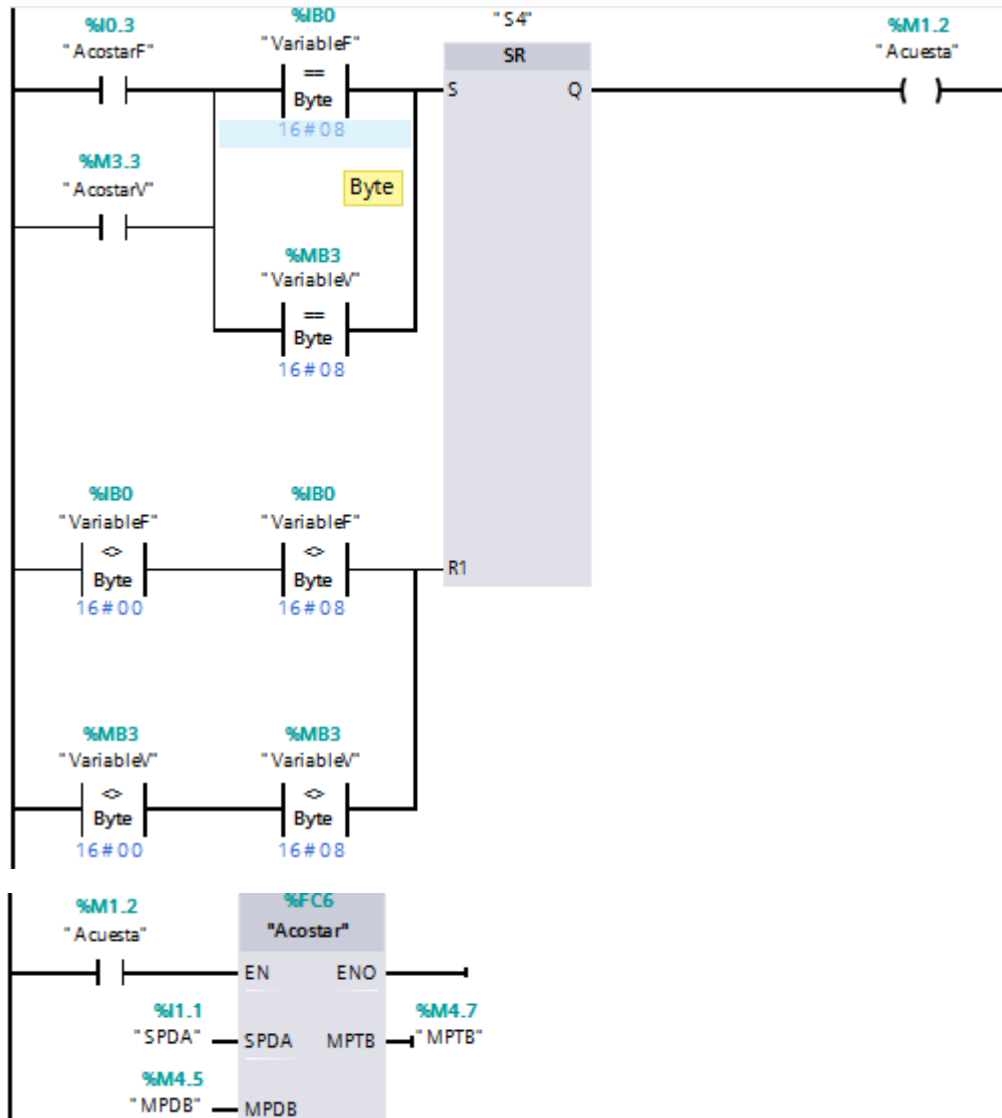 %I0.3
"AcostarF"
%IB0
"VariableF"
==
Byte
16#08
"S4"
SR
S
Q
%M1.2
"Acuesta"
%M3.3
"AcostarV"
Byte
%MB3
"VariableV"
==
Byte
16#08
%IB0
"VariableF"
<>
Byte
16#00
%IB0
"VariableF"
<>
Byte
16#08
R1
%MB3
"VariableV"
<>
Byte
16#00
%MB3
"VariableV"
<>
Byte
16#08
%M1.2
"Acuesta"
%FC6
"Acostar"
EN
ENO
%I1.1
"SPDA"
SPDA
MPTB
%M4.7
"MPTB"
%M4.5
"MPDB"
MPDB